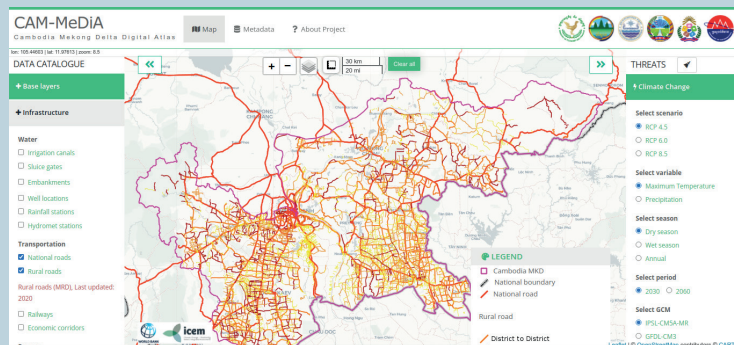 CAM-MeDiA
Cambodia Mekong Delta Digital Atlas
Map
Metadata
? About Project
lon: 105.44603 | lat: 11.97613 | zoom: 8.5
DATA CATALOGUE
+ Base layers
+ Infrastructure
Water
Irrigation canals
Sluice gates
Embankments
Well locations
Rainfall stations
Hydromet stations
Transportation
National roads
Rural roads
Rural roads (MRD), Last updated:
2020
Railways
Economic corridors
<<
+
−
30 km
20 mi
Clear all
>>
LEGEND
Cambodia MKD
National boundary
National road
Rural road
District to District
WORLD BANK
icem
THREATS
Climate Change
Select scenario
RCP 4.5
RCP 6.0
RCP 8.5
Select variable
Maximum Temperature
Precipitation
Select season
Dry season
Wet season
Annual
Select period
2030
2060
Select GCM
IPSL-CM5A-MR
GFDL-CM3